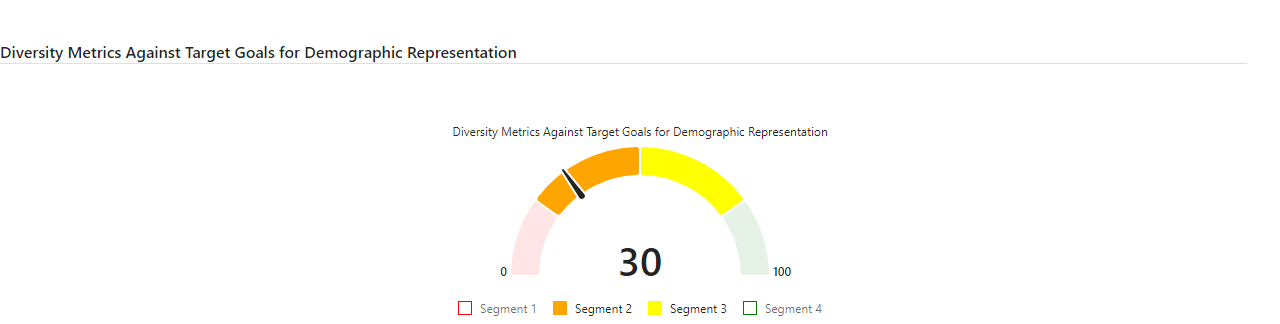 Diversity Metrics Against Target Goals for Demographic Representation
Diversity Metrics Against Target Goals for Demographic Representation
30
0 100
Segment 1 Segment 2 Segment 3 Segment 4